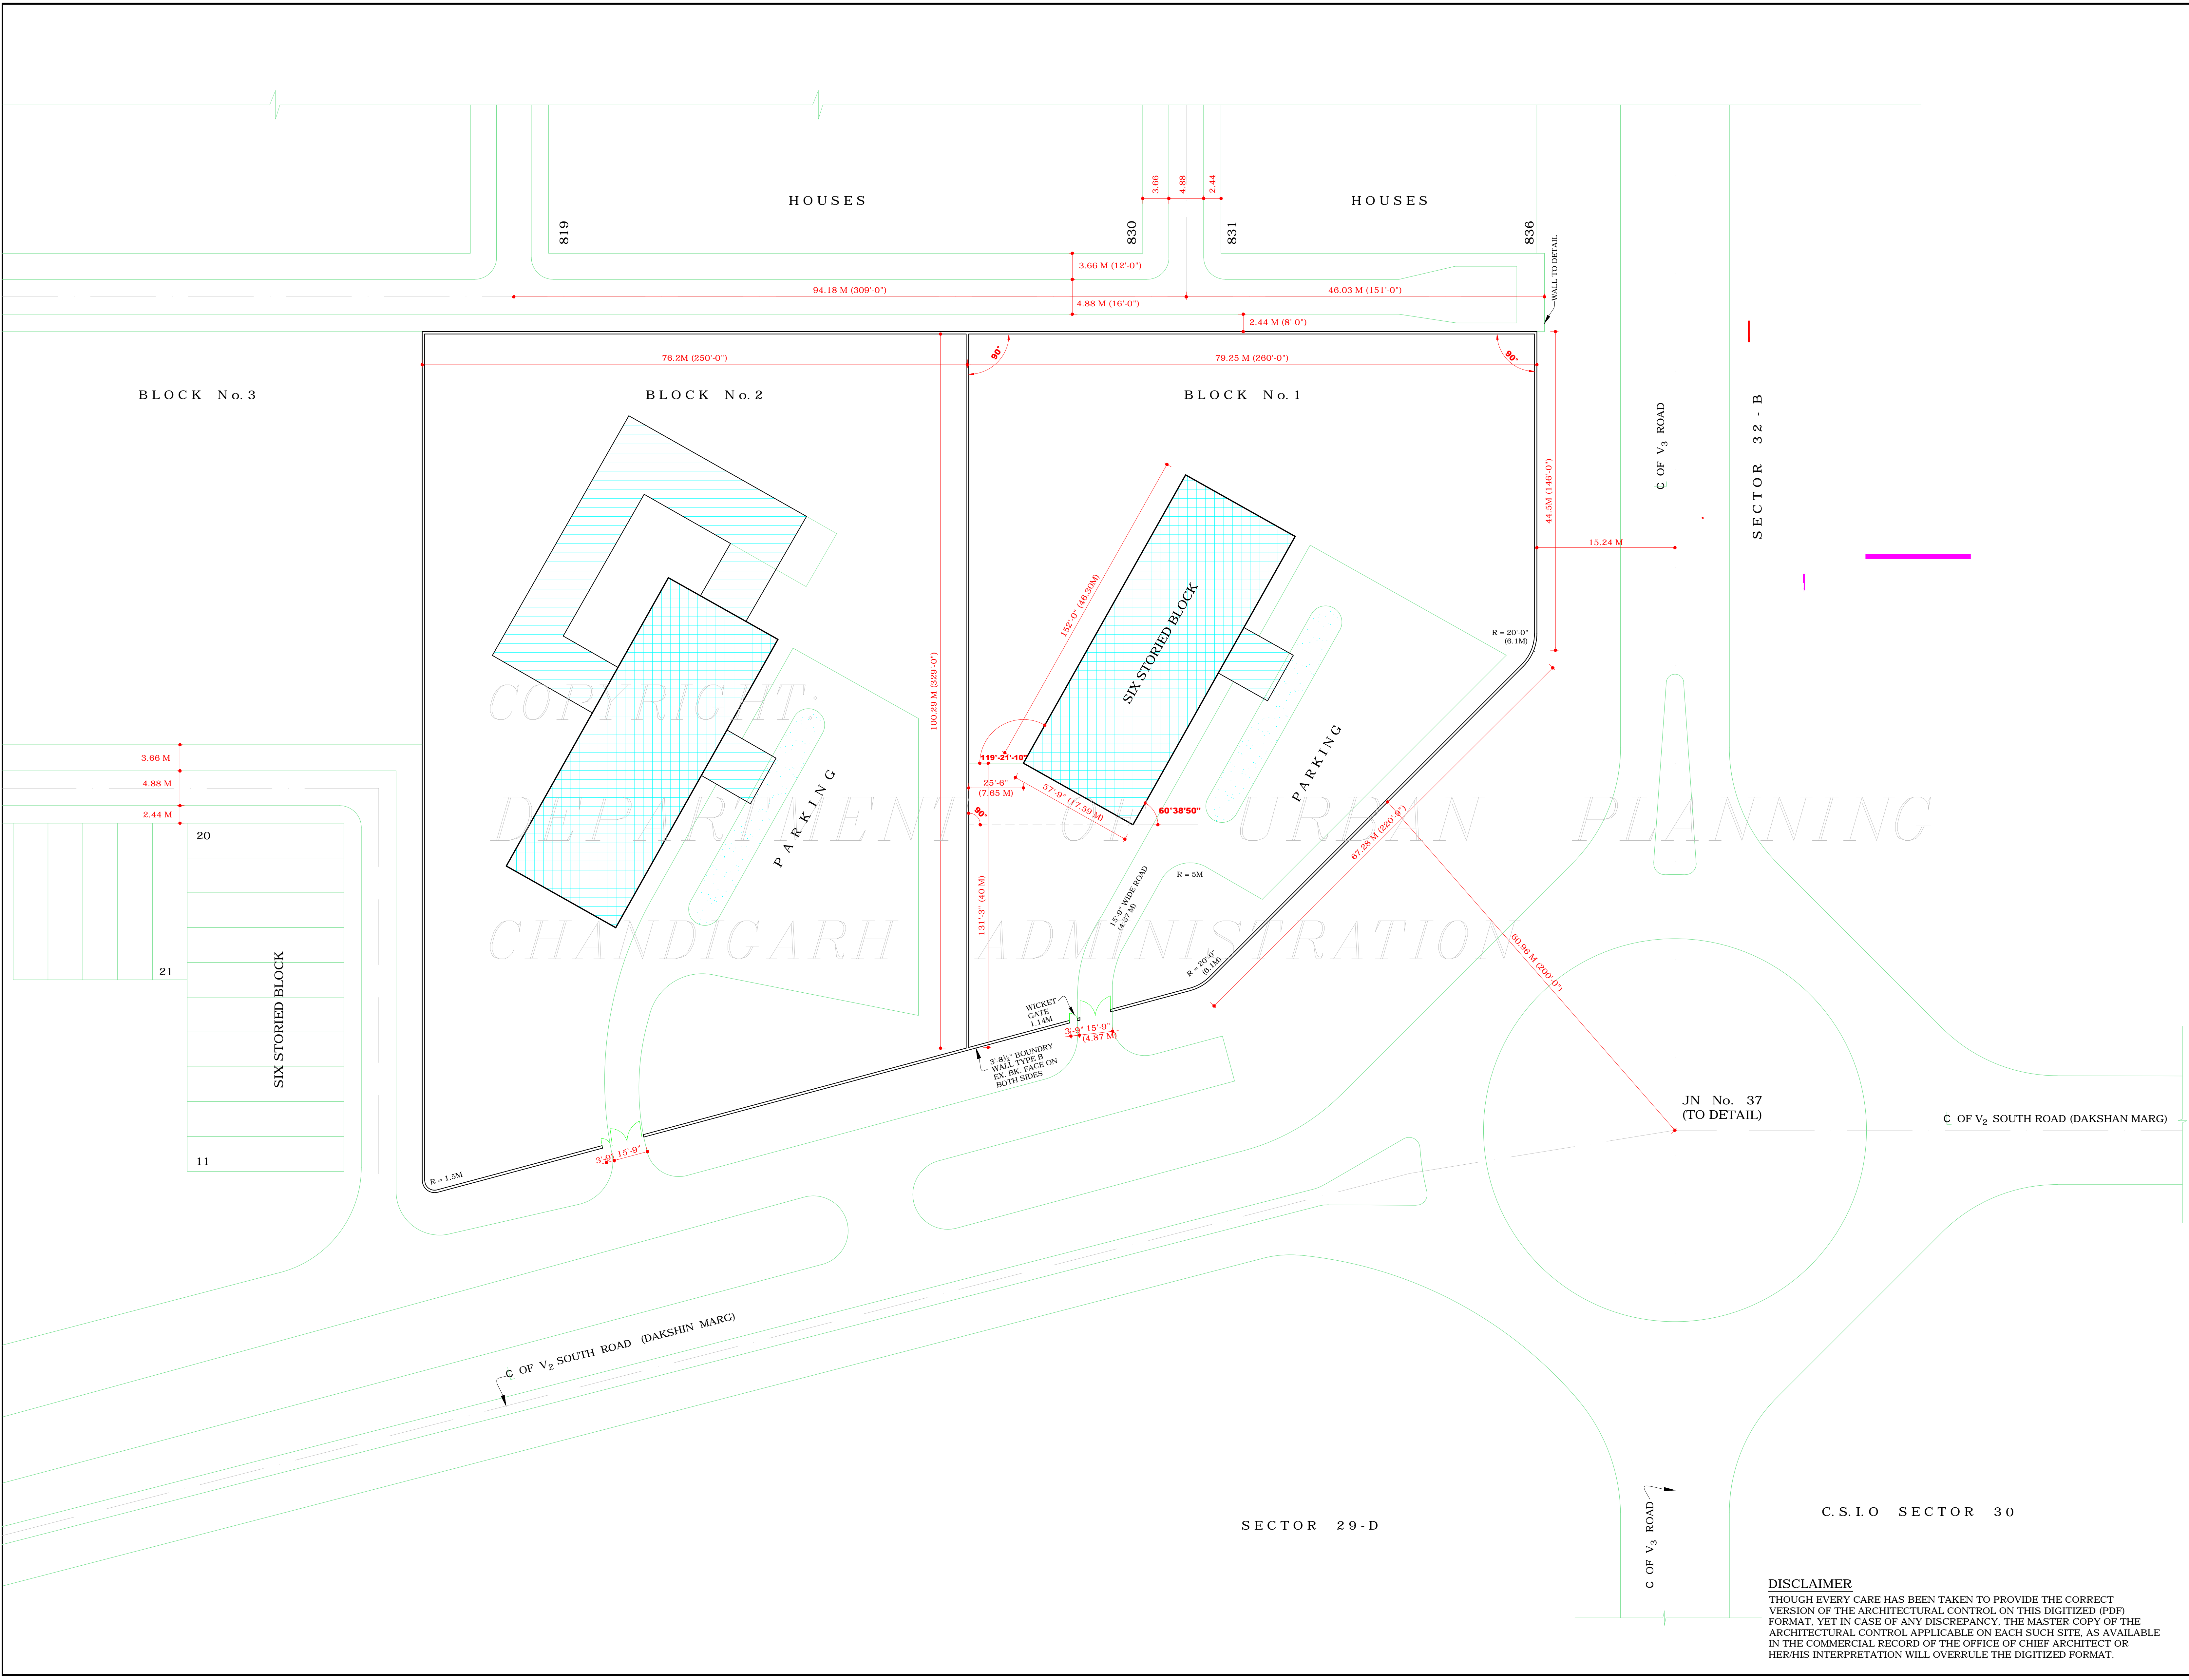 HOUSES
HOUSES
819
830
831
836
3.66
4.88
2.44
WALL TO DETAIL
3.66 M (12'-0")
94.18 M (309'-0")
46.03 M (151'-0")
4.88 M (16'-0")
2.44 M (8'-0")
76.2M (250'-0")
90°
79.25 M (260'-0")
90°
BLOCK No. 3
BLOCK No. 2
BLOCK No. 1
℄ OF V3 ROAD
SECTOR 32 - B
44.5M (146'-0")
15.24 M
152'-0" (46.30M)
SIX STORIED BLOCK
R = 20'-0"
(6.1M)
100.29 M (329'-0")
COPYRIGHT:
3.66 M
4.88 M
2.44 M
PARKING
PARKING
119'-21'-10"
25'-6"
(7.65 M)
57'-9" (17.59 M)
90°
60°38'50"
DEPARTMENT OF URBAN PLANNING
67.28 M (220'-9")
20
21
11
SIX STORIED BLOCK
R = 5M
15'-9" WIDE ROAD
(4.37 M)
131'-3" (40 M)
CHANDIGARH ADMINISTRATION
R = 20'-0"
(6.1M)
60.96 M (200'-0")
WICKET
GATE
1.14M
3'-9" 15'-9"
(4.87 M)
3'-8½" BOUNDRY
WALL TYPE B
EX. BK. FACE ON
BOTH SIDES
JN No. 37
(TO DETAIL)
℄ OF V2 SOUTH ROAD (DAKSHAN MARG)
3'-9" 15'-9"
R = 1.5M
℄ OF V2 SOUTH ROAD (DAKSHIN MARG)
SECTOR 29-D
℄ OF V3 ROAD
C. S. I. O SECTOR 30
DISCLAIMER
THOUGH EVERY CARE HAS BEEN TAKEN TO PROVIDE THE CORRECT
VERSION OF THE ARCHITECTURAL CONTROL ON THIS DIGITIZED (PDF)
FORMAT, YET IN CASE OF ANY DISCREPANCY, THE MASTER COPY OF THE
ARCHITECTURAL CONTROL APPLICABLE ON EACH SUCH SITE, AS AVAILABLE
IN THE COMMERCIAL RECORD OF THE OFFICE OF CHIEF ARCHITECT OR
HER/HIS INTERPRETATION WILL OVERRULE THE DIGITIZED FORMAT.